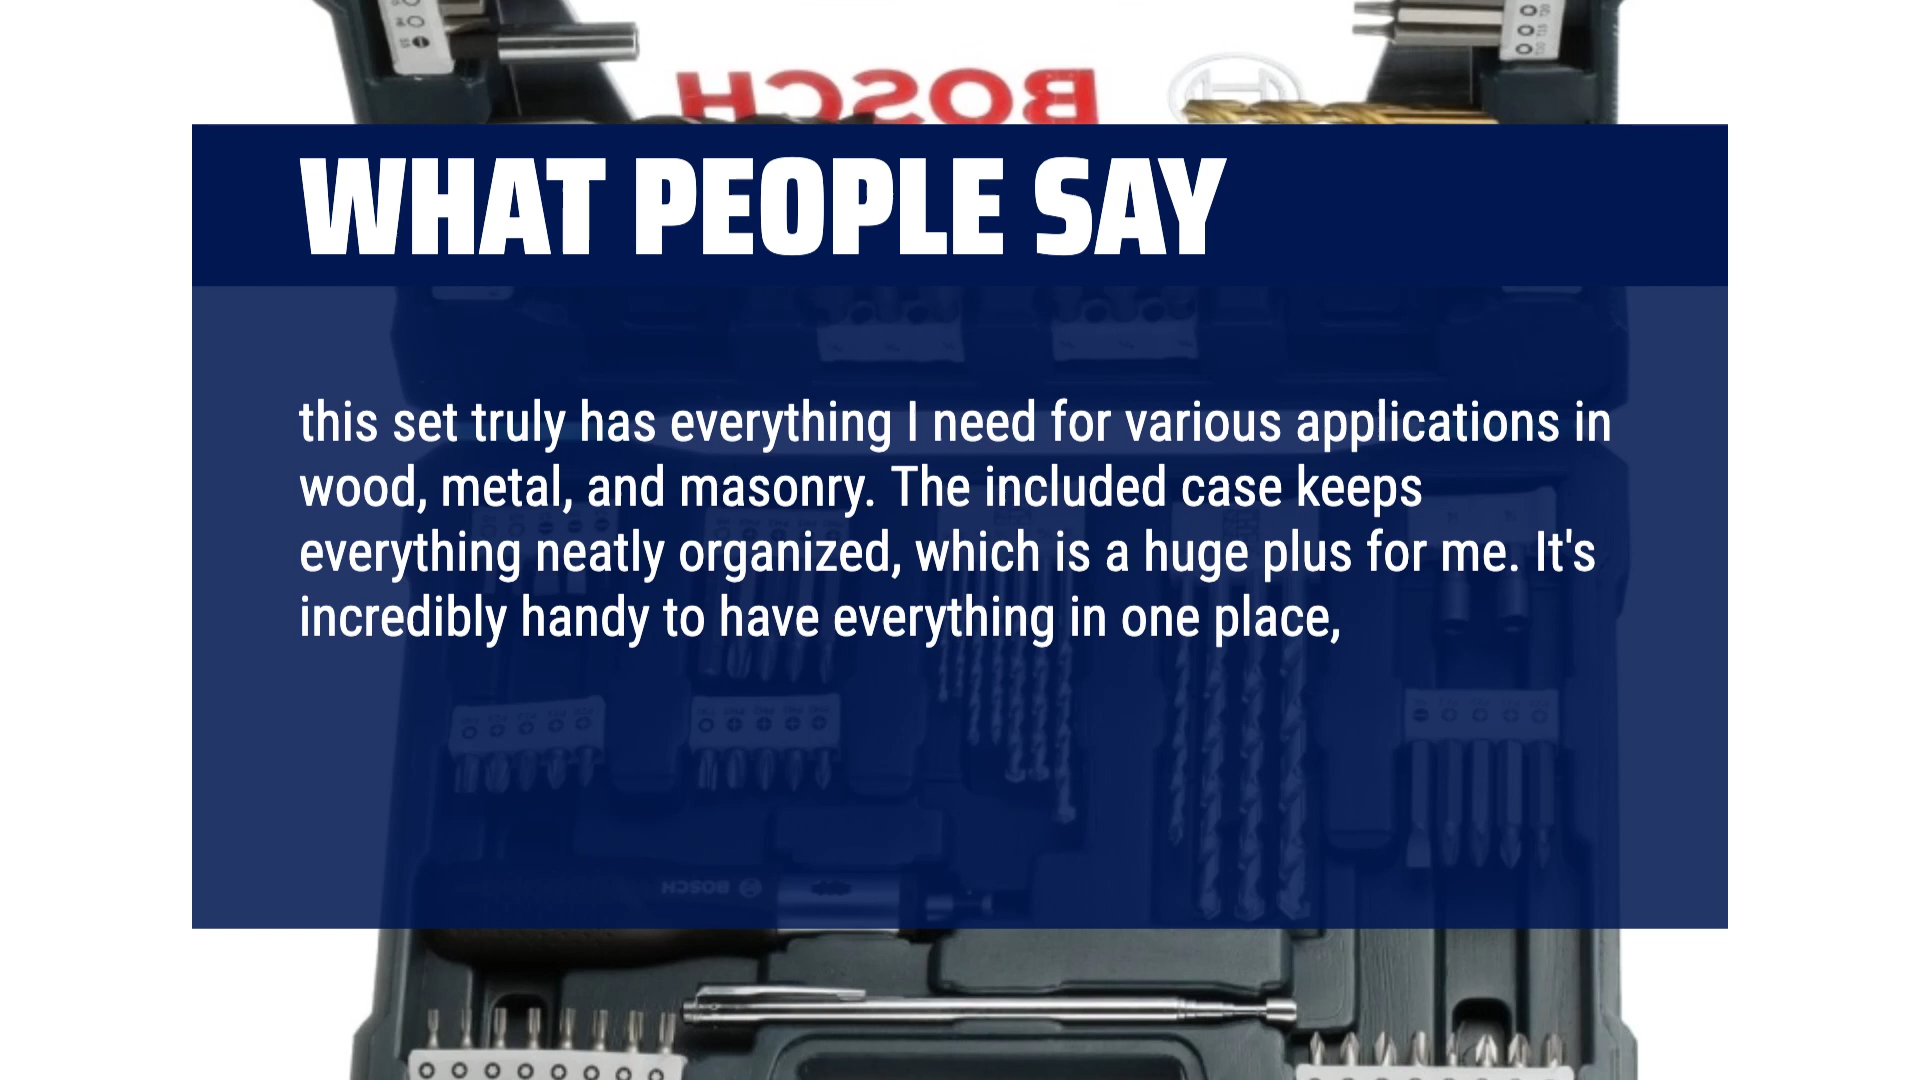 BOSCH
WHAT PEOPLE SAY
this set truly has everything I need for various applications in
wood, metal, and masonry. The included case keeps
everything neatly organized, which is a huge plus for me. It's
incredibly handy to have everything in one place,
BOSCH